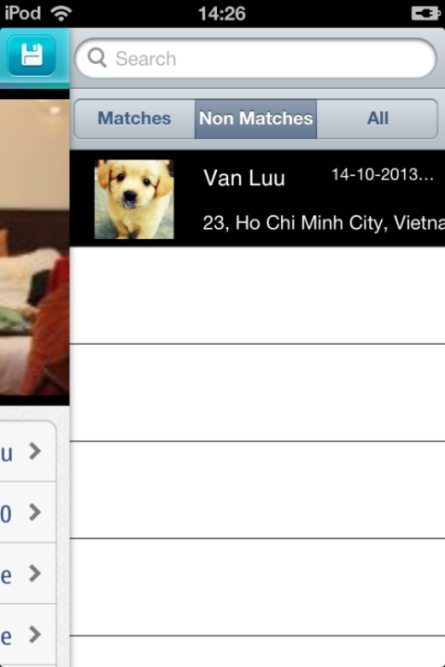 iPod 14:26
Search
Matches Non Matches All
Van Luu 14-10-2013...
23, Ho Chi Minh City, Vietna
u
0
e
e